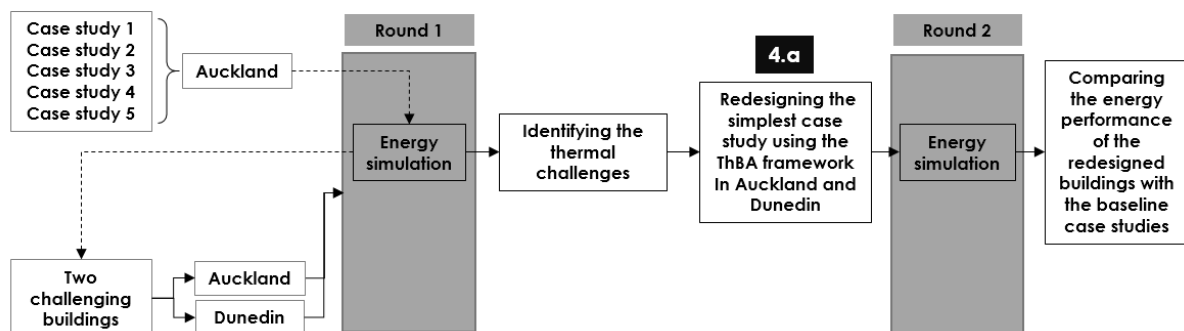 Case study 1
Case study 2
Case study 3
Case study 4
Case study 5
Auckland
Round 1
Energy
simulation
Two
challenging
buildings
Auckland
Dunedin
Identifying the
thermal
challenges
4.a
Redesigning the
simplest case
study using the
ThBA framework
In Auckland and
Dunedin
Round 2
Energy
simulation
Comparing
the energy
performance
of the
redesigned
buildings with
the baseline
case studies